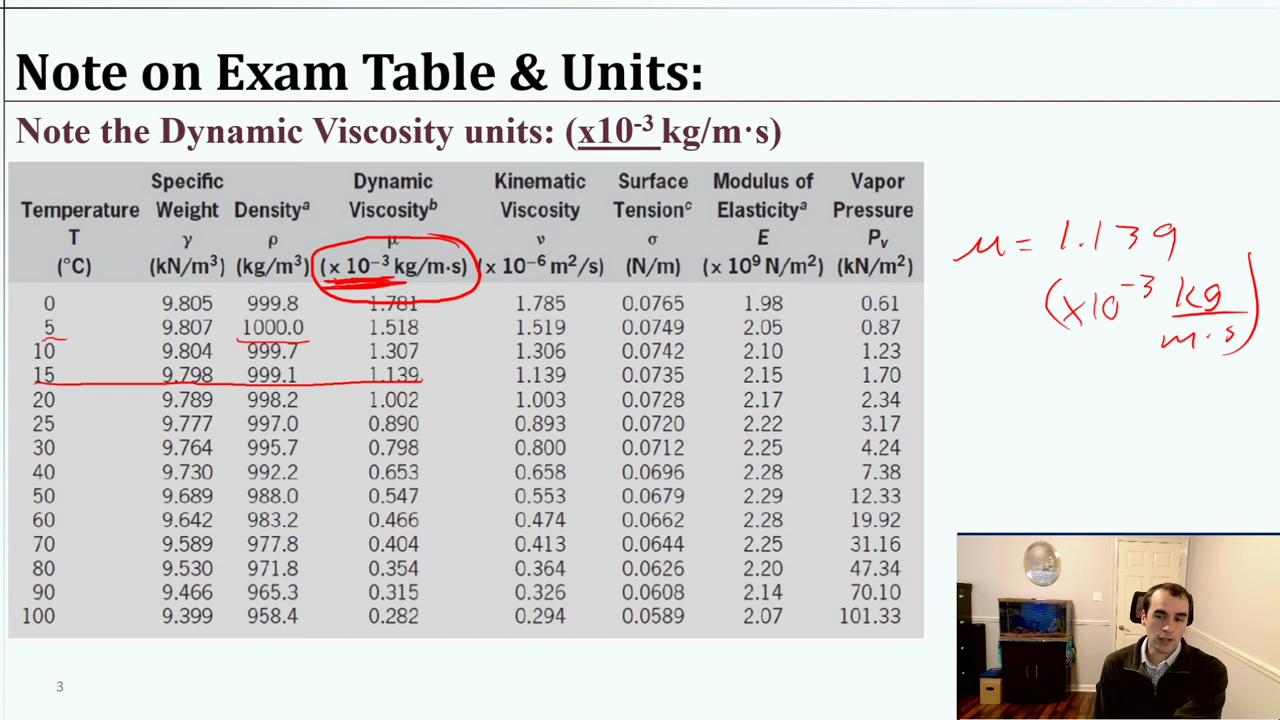 Note on Exam Table & Units:
Note the Dynamic Viscosity units: (x10⁻³ kg/m·s)
Specific Dynamic Kinematic Surface Modulus of Vapor
Temperature Weight Densityᵃ Viscosityᵇ Viscosity Tensionᶜ Elasticityᵃ Pressure
T γ ρ μ ν σ E Pᵥ
(°C) (kN/m³) (kg/m³) (x 10⁻³ kg/m·s) (x 10⁻⁶ m²/s) (N/m) (x 10⁹ N/m²) (kN/m²)
0 9.805 999.8 1.781 1.785 0.0765 1.98 0.61
5 9.807 1000.0 1.518 1.519 0.0749 2.05 0.87
10 9.804 999.7 1.307 1.306 0.0742 2.10 1.23
15 9.798 999.1 1.139 1.139 0.0735 2.15 1.70
20 9.789 998.2 1.002 1.003 0.0728 2.17 2.34
25 9.777 997.0 0.890 0.893 0.0720 2.22 3.17
30 9.764 995.7 0.798 0.800 0.0712 2.25 4.24
40 9.730 992.2 0.653 0.658 0.0696 2.28 7.38
50 9.689 988.0 0.547 0.553 0.0679 2.29 12.33
60 9.642 983.2 0.466 0.474 0.0662 2.28 19.92
70 9.589 977.8 0.404 0.413 0.0644 2.25 31.16
80 9.530 971.8 0.354 0.364 0.0626 2.20 47.34
90 9.466 965.3 0.315 0.326 0.0608 2.14 70.10
100 9.399 958.4 0.282 0.294 0.0589 2.07 101.33
μ = 1.139
(x10⁻³ kg
m·s)
3